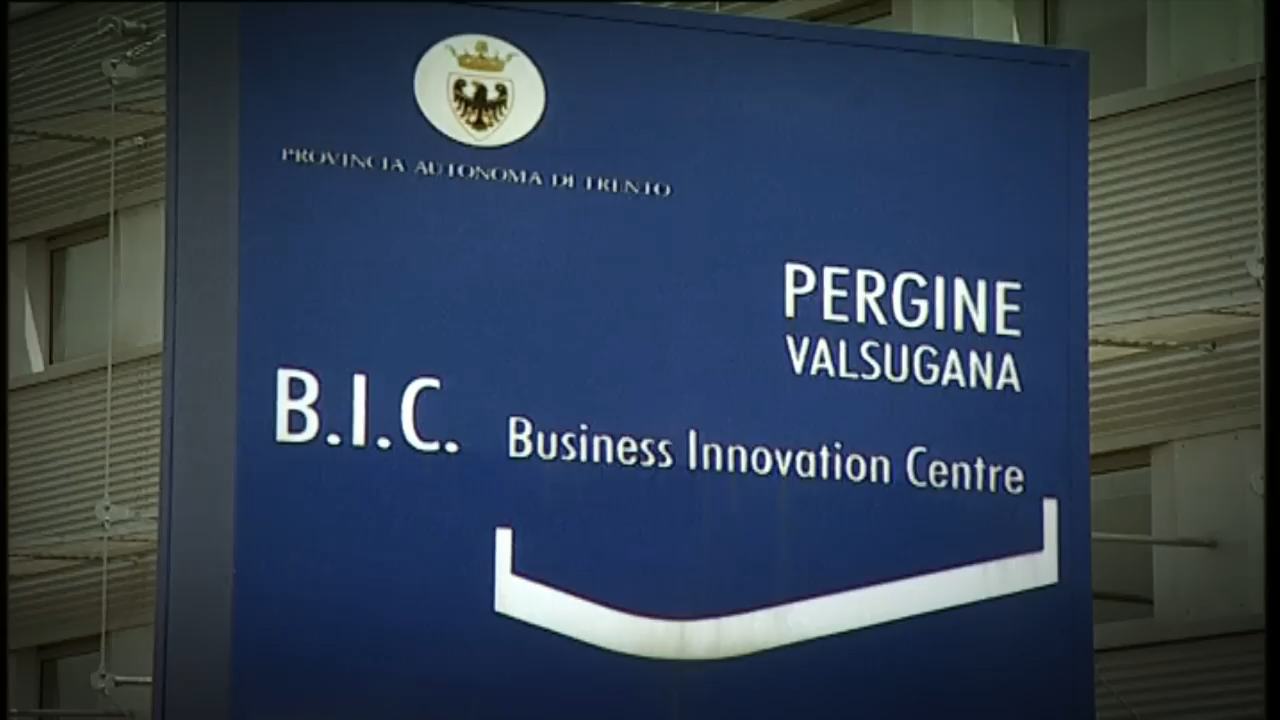 PROVINCIA AUTONOMA DI TRENTO
PERGINE
VALSUGANA
B.I.C. Business Innovation Centre